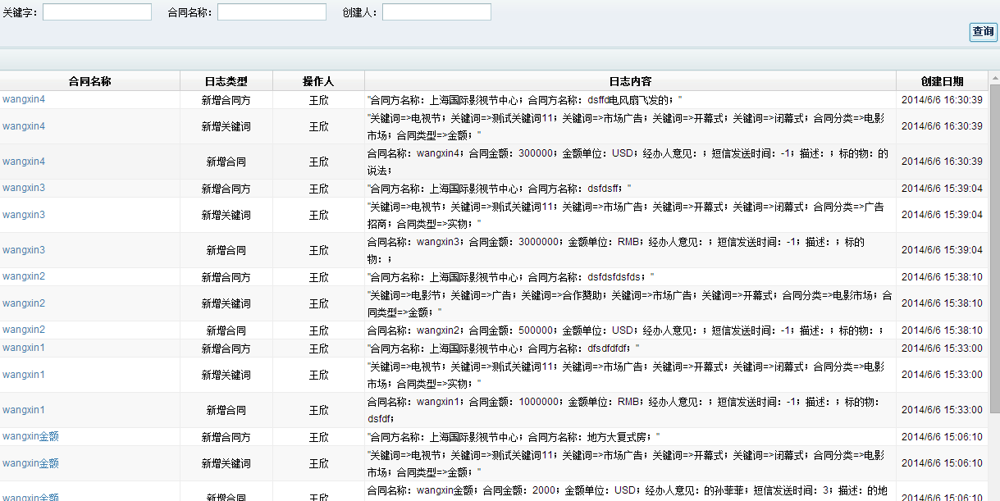 关键字： 合同名称： 创建人：
查询
合同名称 日志类型 操作人 日志内容 创建日期
wangxin4 新增合同方 王欣 "合同方名称：上海国际影视节中心；合同方名称：dsffd电风扇飞发的；" 2014/6/6 16:30:39
wangxin4 新增关键词 王欣 "关键词=>电视节；关键词=>测试关键词11；关键词=>市场广告；关键词=>开幕式；关键词=>闭幕式；合同分类=>电影
市场；合同类型=>金额；" 2014/6/6 16:30:39
wangxin4 新增合同 王欣 合同名称：wangxin4；合同金额：300000；金额单位：USD；经办人意见：；短信发送时间：-1；描述：；标的物：的
说法； 2014/6/6 16:30:39
wangxin3 新增合同方 王欣 "合同方名称：上海国际影视节中心；合同方名称：dsfdsff；" 2014/6/6 15:39:04
wangxin3 新增关键词 王欣 "关键词=>电视节；关键词=>测试关键词11；关键词=>市场广告；关键词=>开幕式；关键词=>闭幕式；合同分类=>广告
招商；合同类型=>实物；" 2014/6/6 15:39:04
wangxin3 新增合同 王欣 合同名称：wangxin3；合同金额：3000000；金额单位：RMB；经办人意见：；短信发送时间：-1；描述：；标的
物：； 2014/6/6 15:39:04
wangxin2 新增合同方 王欣 "合同方名称：上海国际影视节中心；合同方名称：dsfdsfdsfds；" 2014/6/6 15:38:10
wangxin2 新增关键词 王欣 "关键词=>电影节；关键词=>广告；关键词=>合作赞助；关键词=>市场广告；关键词=>开幕式；合同分类=>电影市场；合
同类型=>金额；" 2014/6/6 15:38:10
wangxin2 新增合同 王欣 合同名称：wangxin2；合同金额：500000；金额单位：USD；经办人意见：；短信发送时间：-1；描述：；标的物：； 2014/6/6 15:38:10
wangxin1 新增合同方 王欣 "合同方名称：上海国际影视节中心；合同方名称：dfsdfdfdf；" 2014/6/6 15:33:00
wangxin1 新增关键词 王欣 "关键词=>电视节；关键词=>测试关键词11；关键词=>市场广告；关键词=>开幕式；关键词=>闭幕式；合同分类=>电影
市场；合同类型=>实物；" 2014/6/6 15:33:00
wangxin1 新增合同 王欣 合同名称：wangxin1；合同金额：1000000；金额单位：RMB；经办人意见：；短信发送时间：-1；描述：；标的物：
dsfdf； 2014/6/6 15:33:00
wangxin金额 新增合同方 王欣 "合同方名称：上海国际影视节中心；合同方名称：地方大复式房；" 2014/6/6 15:06:10
wangxin金额 新增关键词 王欣 "关键词=>电视节；关键词=>测试关键词11；关键词=>市场广告；关键词=>开幕式；关键词=>闭幕式；合同分类=>电影
市场；合同类型=>金额；" 2014/6/6 15:06:10
wangxin金额 新增合同 王欣 合同名称：wangxin金额；合同金额：2000；金额单位：USD；经办人意见：的孙菲菲；短信发送时间：3；描述：的地 2014/6/6 15:06:10